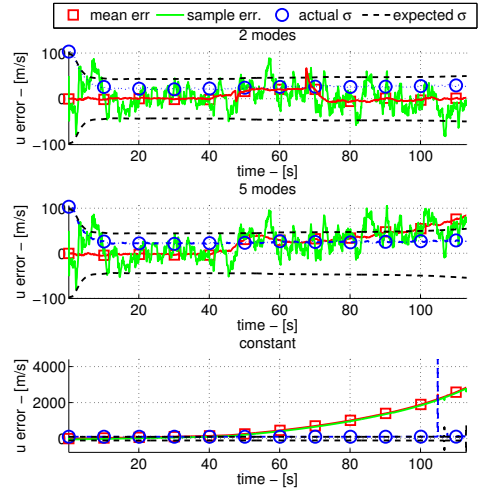 mean err sample err. actual σ expected σ
2 modes
u error – [m/s]
100
0
−100
20 40 60 80 100
time – [s]
5 modes
u error – [m/s]
100
0
−100
20 40 60 80 100
time – [s]
constant
u error – [m/s]
4000
2000
0
20 40 60 80 100
time – [s]